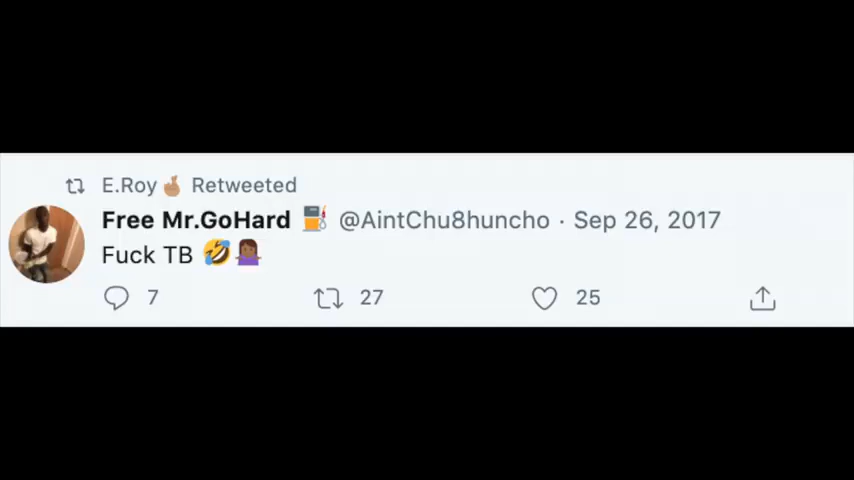 E.Roy🤞🏼 Retweeted
Free Mr.GoHard ⛽ @AintChu8huncho · Sep 26, 2017
Fuck TB 🤣🤷🏾‍♀️
7 27 25